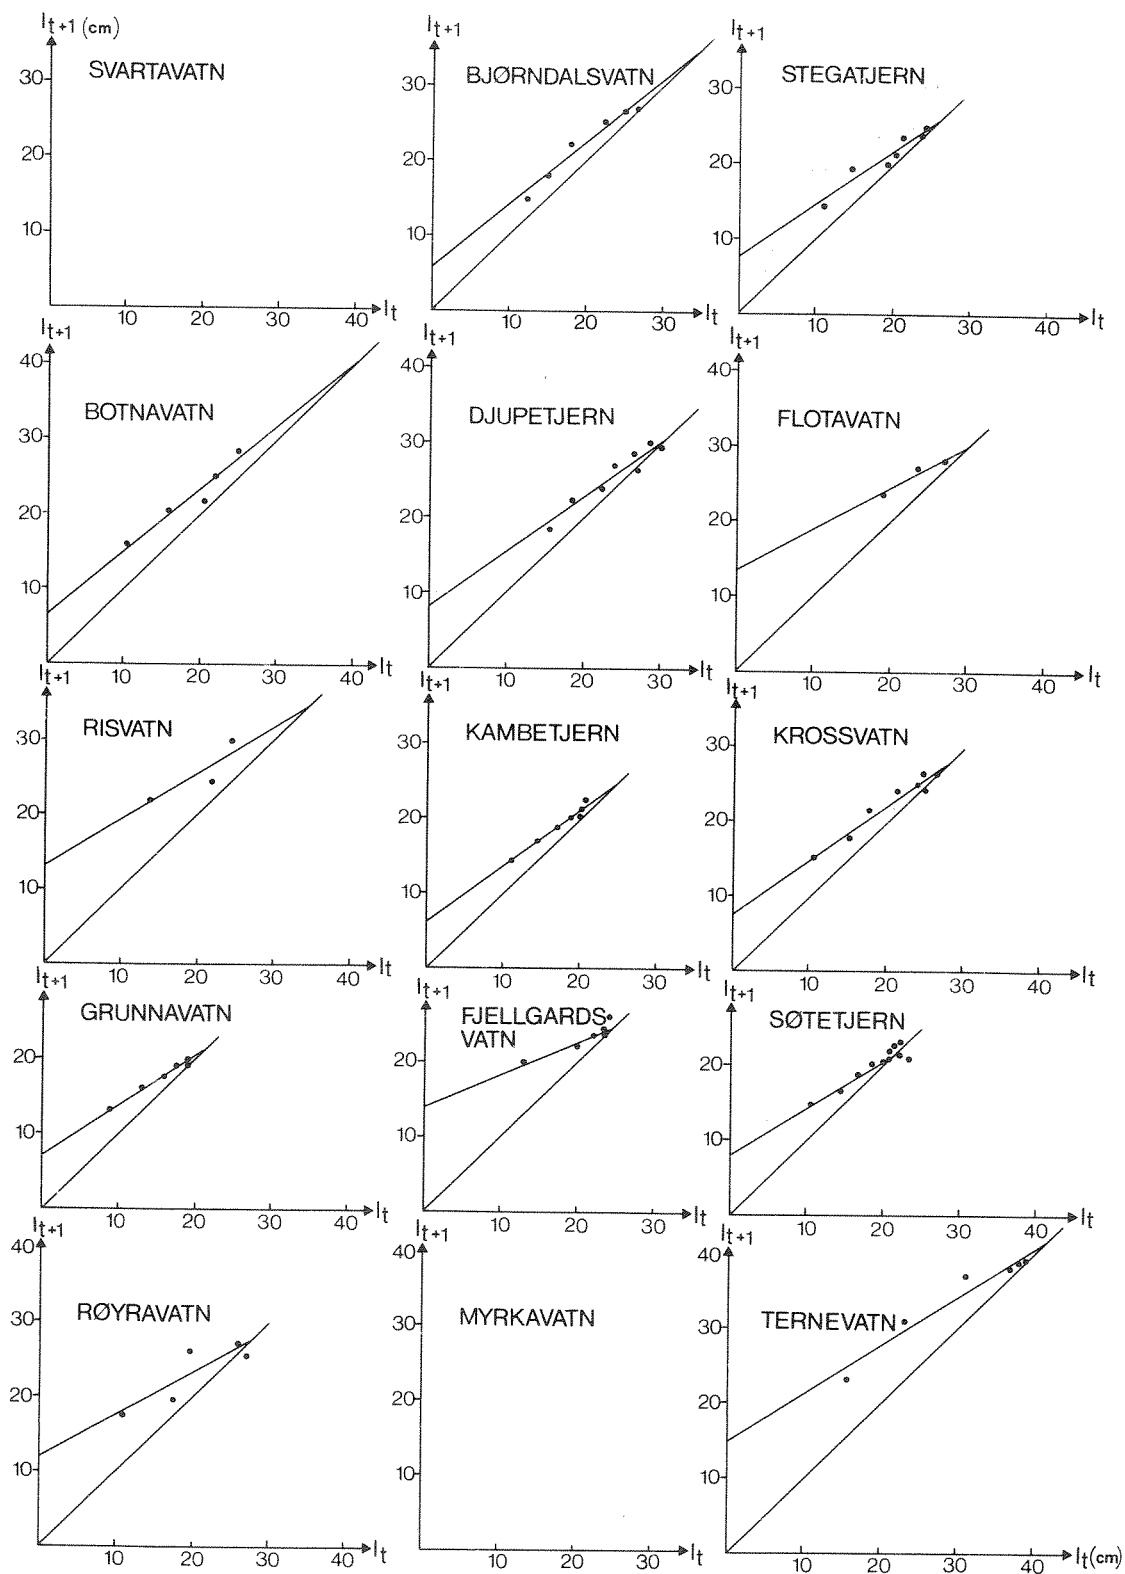 lt+1 (cm)
30
20
10
SVARTAVATN
10 20 30 40 lt
lt+1
30
20
10
BJØRNDALSVATN
10 20 30 lt
lt+1
30
20
10
STEGATJERN
10 20 30 40 lt
lt+1
40
30
20
10
BOTNAVATN
10 20 30 40 lt
lt+1
40
30
20
10
DJUPETJERN
10 20 30 lt
lt+1
40
30
20
10
FLOTAVATN
10 20 30 40 lt
lt+1
30
20
10
RISVATN
10 20 30 40 lt
lt+1
30
20
10
KAMBETJERN
10 20 30 lt
lt+1
30
20
10
KROSSVATN
10 20 30 40 lt
lt+1
20
10
GRUNNAVATN
10 20 30 40 lt
lt+1
20
10
FJELLGARDS
VATN
10 20 30 lt
lt+1
20
10
SØTETJERN
10 20 30 40 lt
lt+1
40
30
20
10
RØYRAVATN
10 20 30 40 lt
lt+1
40
30
20
10
MYRKAVATN
10 20 30 lt
lt+1
40
30
20
10
TERNEVATN
10 20 30 40 lt(cm)